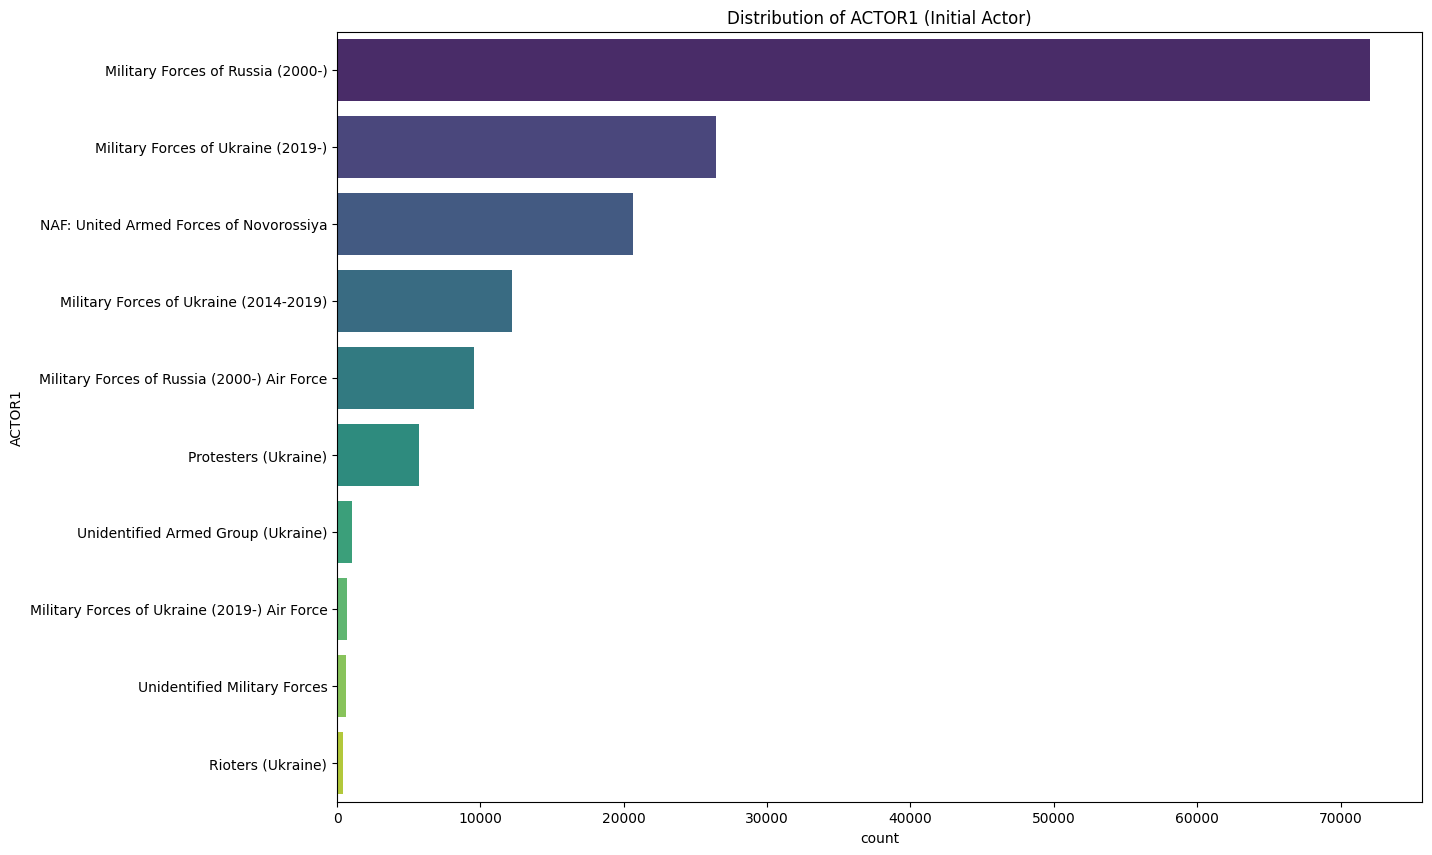 Distribution of ACTOR1 (Initial Actor)
Military Forces of Russia (2000-)
Military Forces of Ukraine (2019-)
NAF: United Armed Forces of Novorossiya
Military Forces of Ukraine (2014-2019)
Military Forces of Russia (2000-) Air Force
Protesters (Ukraine)
Unidentified Armed Group (Ukraine)
Military Forces of Ukraine (2019-) Air Force
Unidentified Military Forces
Rioters (Ukraine)
ACTOR1
0 10000 20000 30000 40000 50000 60000 70000
count